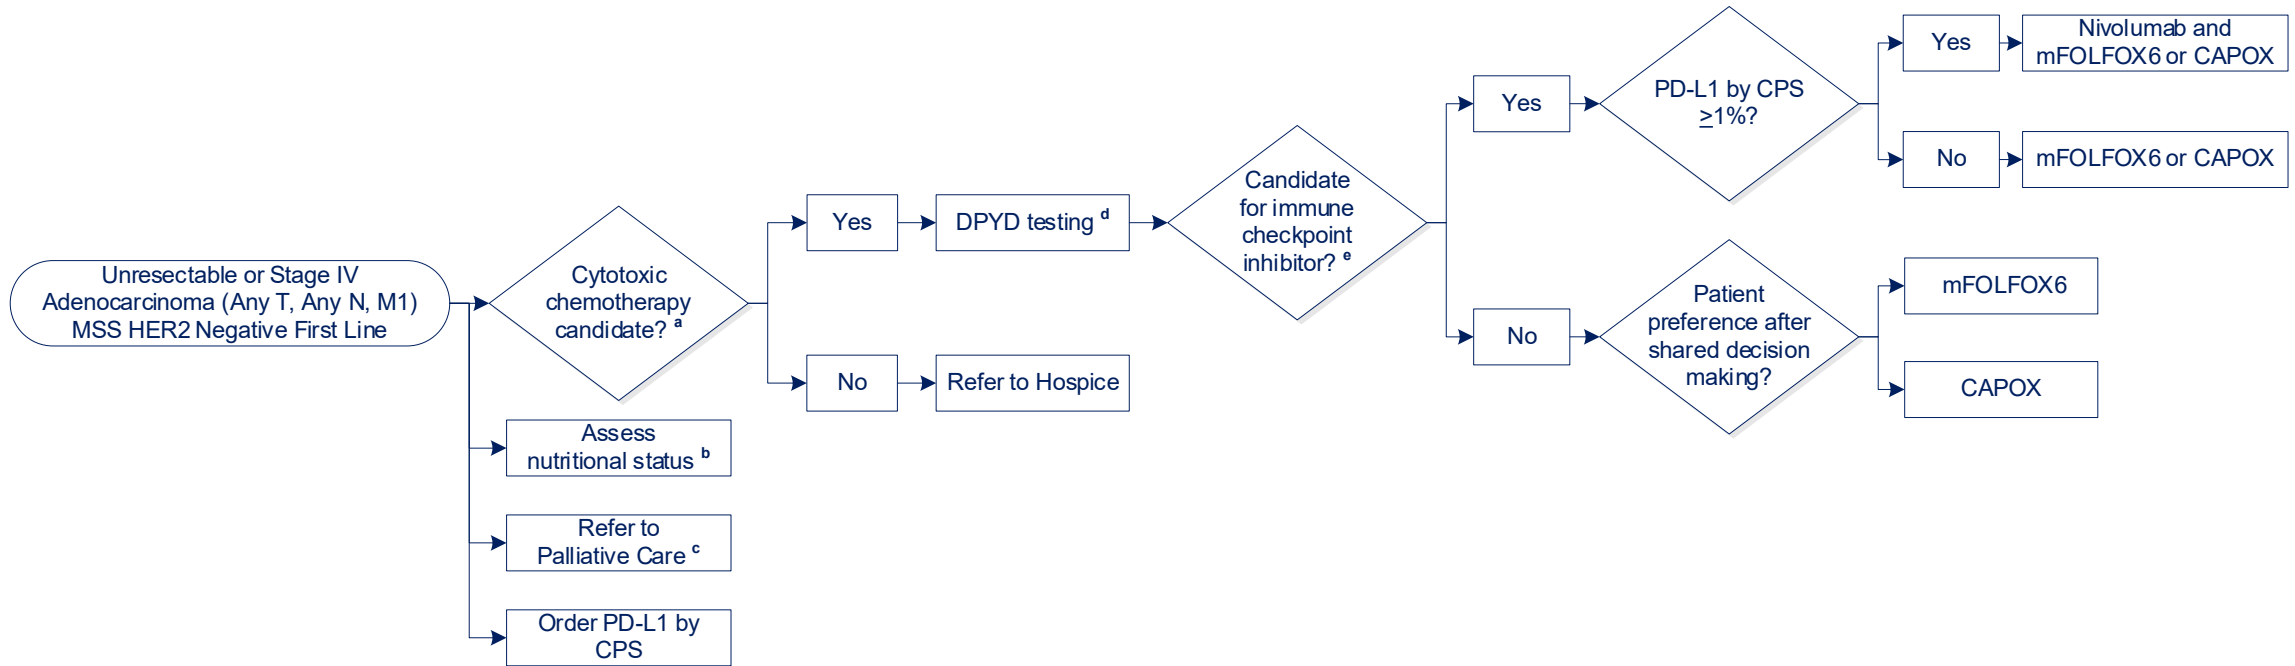 Unresectable or Stage IV
Adenocarcinoma (Any T, Any N, M1)
MSS HER2 Negative First Line
Cytotoxic
chemotherapy
candidate? a
Assess
nutritional status b
Refer to
Palliative Care c
Order PD-L1 by
CPS
Yes
No
DPYD testing d
Refer to Hospice
Candidate
for immune
checkpoint
inhibitor? e
Yes
No
PD-L1 by CPS
≥1%?
Patient
preference after
shared decision
making?
Yes
Nivolumab and
mFOLFOX6 or CAPOX
No
mFOLFOX6 or CAPOX
mFOLFOX6
CAPOX